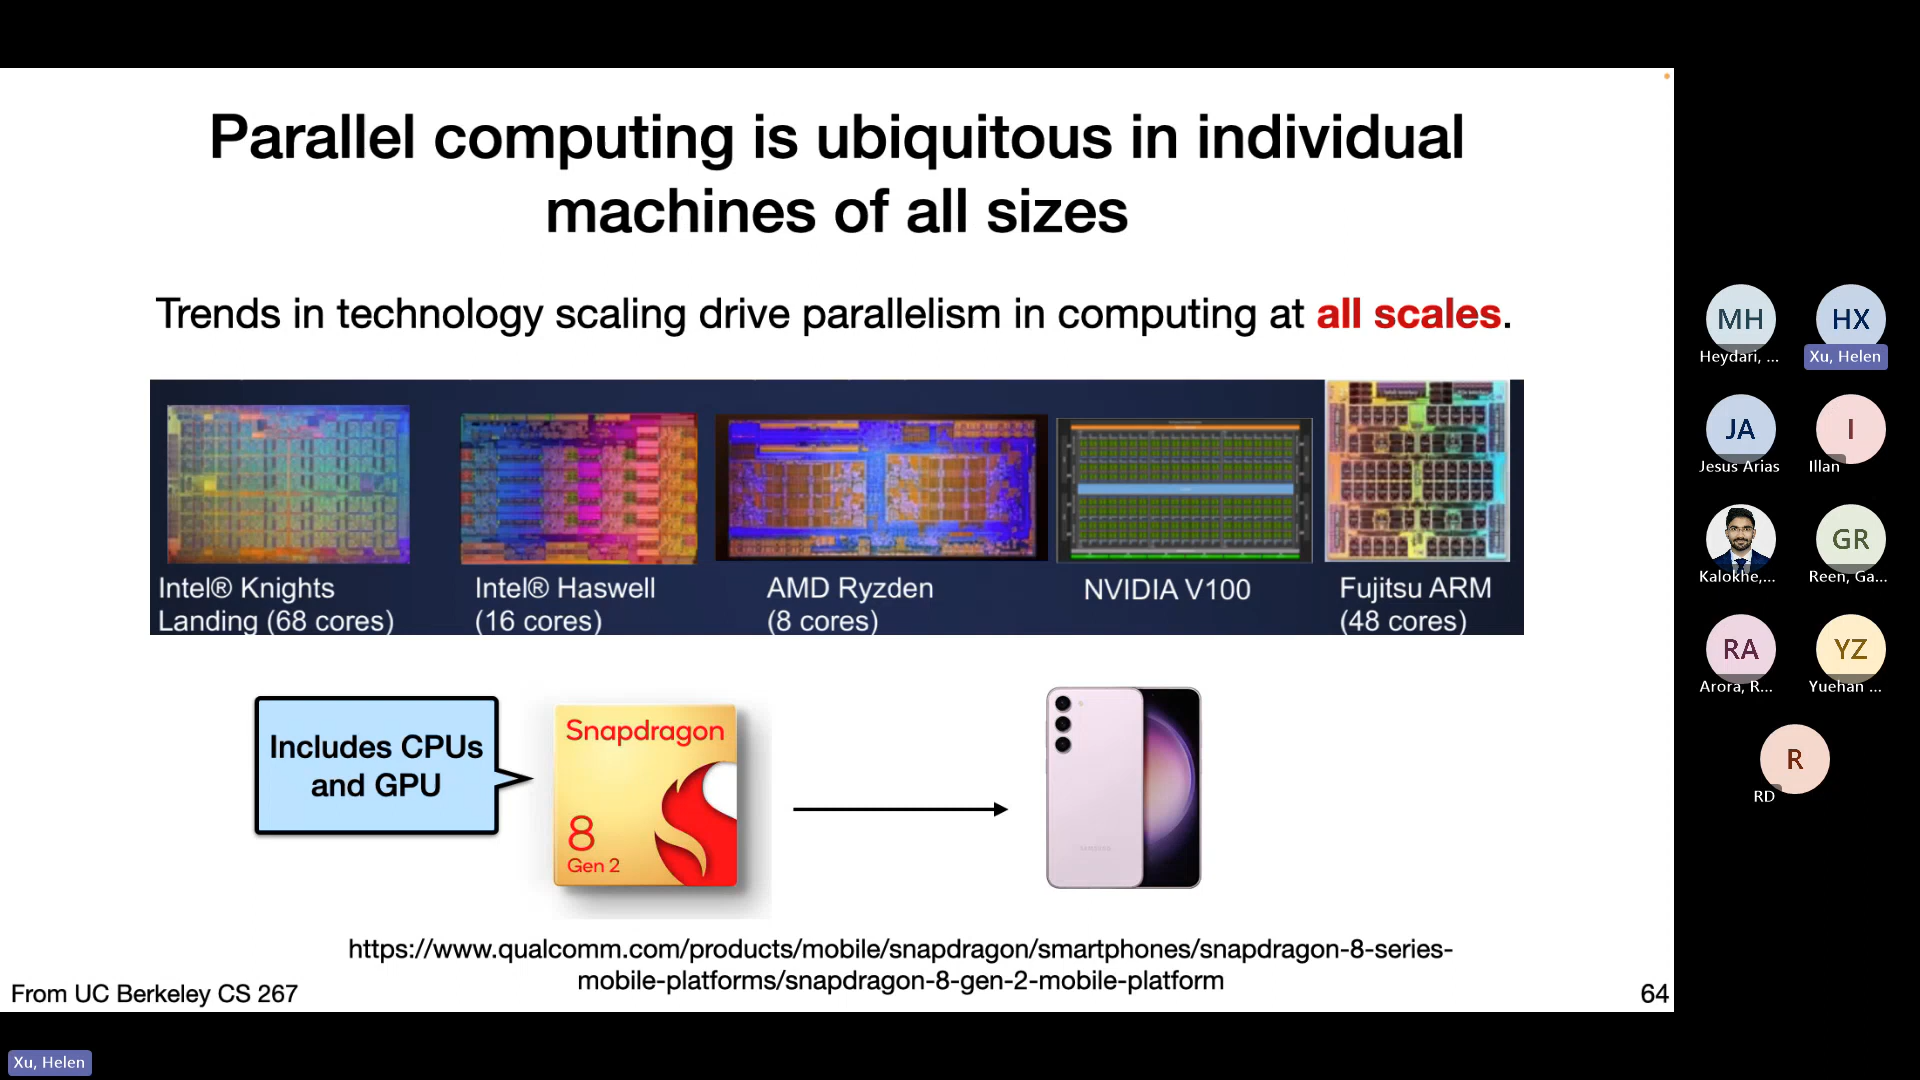 Parallel computing is ubiquitous in individual
machines of all sizes
Trends in technology scaling drive parallelism in computing at all scales.
Intel® Knights
Landing (68 cores)
Intel® Haswell
(16 cores)
AMD Ryzden
(8 cores)
NVIDIA V100
Fujitsu ARM
(48 cores)
Includes CPUs
and GPU
Snapdragon
8
Gen 2
SAMSUNG
https://www.qualcomm.com/products/mobile/snapdragon/smartphones/snapdragon-8-series-
mobile-platforms/snapdragon-8-gen-2-mobile-platform
From UC Berkeley CS 267
64
MH
Heydari, ...
HX
Xu, Helen
JA
Jesus Arias
I
Illan
Kalokhe,...
GR
Reen, Ga...
RA
Arora, R...
YZ
Yuehan ...
R
RD
Xu, Helen